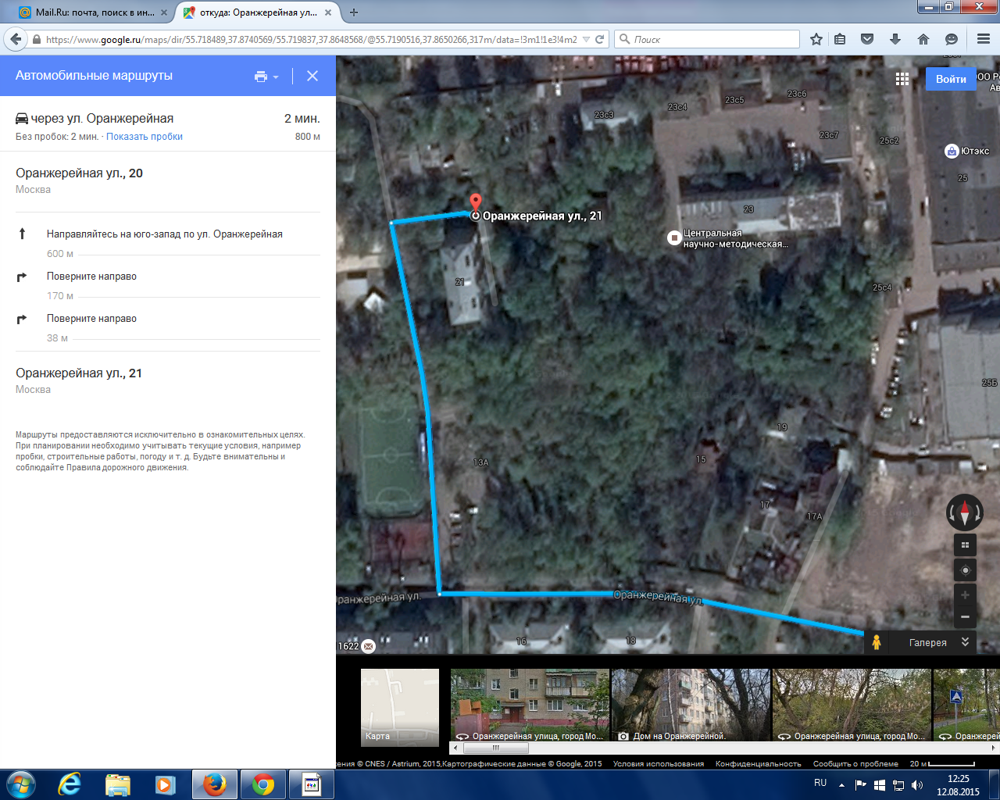 Mail.Ru: почта, поиск в ин...
откуда: Оранжерейная ул...
https://www.google.ru/maps/dir/55.718489,37.8740569/55.719837,37.8648568/@55.7190516,37.8650266,317m/data=!3m1!1e3!4m2
Поиск
Автомобильные маршруты
Войти
через ул. Оранжерейная
2 мин.
Без пробок: 2 мин. · Показать пробки
800 м
Оранжерейная ул., 20
Москва
Направляйтесь на юго-запад по ул. Оранжерейная
600 м
Поверните направо
170 м
Поверните направо
38 м
Оранжерейная ул., 21
Москва
Маршруты предоставляются исключительно в ознакомительных целях.
При планировании необходимо учитывать текущие условия, например
пробки, строительные работы, погоду и т. д. Будьте внимательны и
соблюдайте Правила дорожного движения.
23с3
23с4
23с5
23с6
23с7
25с2
Ютэкс
25
Оранжерейная ул., 21
23
Центральная
научно-методическая...
21
25с4
25Б
19
13А
15
17
17А
Оранжерейная ул.
Оранжерейная ул.
1622
16
18
Галерея
Карта
Оранжерейная улица, город Мо...
Дом на Оранжерейной.
Оранжерейная улица, город Мо...
Оранжерей
жения © CNES / Astrium, 2015,Картографические данные © Google, 2015
Условия использования
Конфиденциальность
Сообщить о проблеме
20 м
RU
12:25
12.08.2015